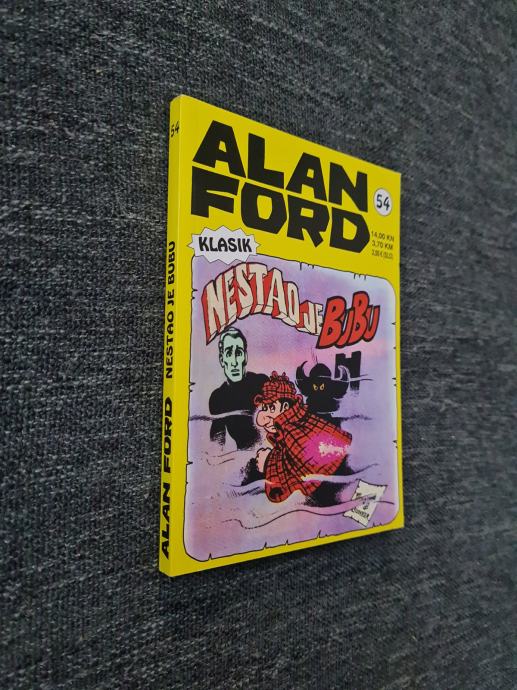 ALAN
FORD
54
14,00 KN
3,70 KM
KLASIK
NESTAO JE BUBU
54
NESTAO JE BUBU
ALAN FORD